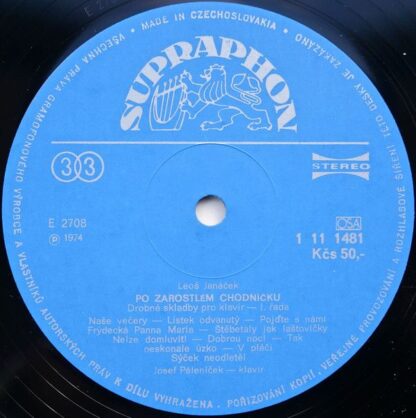 • MADE IN CZECHOSLOVAKIA •
VŠECHNA PRÁVA GRAMOFONOVÉHO VÝROBCE A VLASTNÍKŮ AUTORSKÝCH PRÁV K DÍLU VYHRAŽENA. POŘIZOVÁNÍ KOPIÍ, VEŘEJNÉ PROVOZOVÁNÍ A ROZHLASOVÉ ŠÍŘENÍ TÉTO DESKY JE ZAKÁZÁNO
SUPRAPHON
33
STEREO
E 2708
℗ 1974
OSA
1 11 1481
Kčs 50,-
Leoš Janáček
PO ZAROSTLÉM CHODNÍČKU
Drobné skladby pro klavír — I. řada
Naše večery — Lístek odvanutý — Pojďte s námi
Frýdecká Panna Maria — Štěbetaly jak laštovičky
Nelze domluvit! — Dobrou noc! — Tak
neskonale úzko — V pláči
Sýček neodletěl
Josef Páleníček — klavír